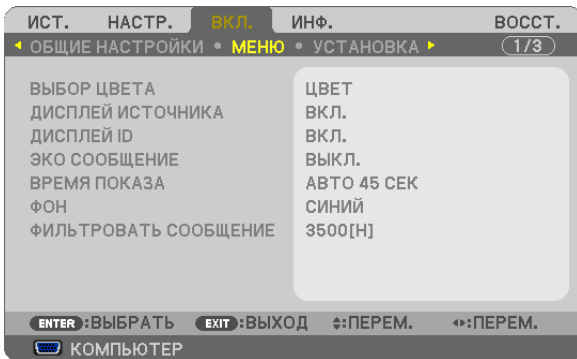 ИСТ. НАСТР. ВКЛ. ИНФ. ВОССТ.
ОБЩИЕ НАСТРОЙКИ • МЕНЮ • УСТАНОВКА 1/3
ВЫБОР ЦВЕТА ЦВЕТ
ДИСПЛЕЙ ИСТОЧНИКА ВКЛ.
ДИСПЛЕЙ ID ВКЛ.
ЭКО СООБЩЕНИЕ ВЫКЛ.
ВРЕМЯ ПОКАЗА АВТО 45 СЕК
ФОН СИНИЙ
ФИЛЬТРОВАТЬ СООБЩЕНИЕ 3500[H]
ENTER :ВЫБРАТЬ EXIT :ВЫХОД :ПЕРЕМ. :ПЕРЕМ.
КОМПЬЮТЕР